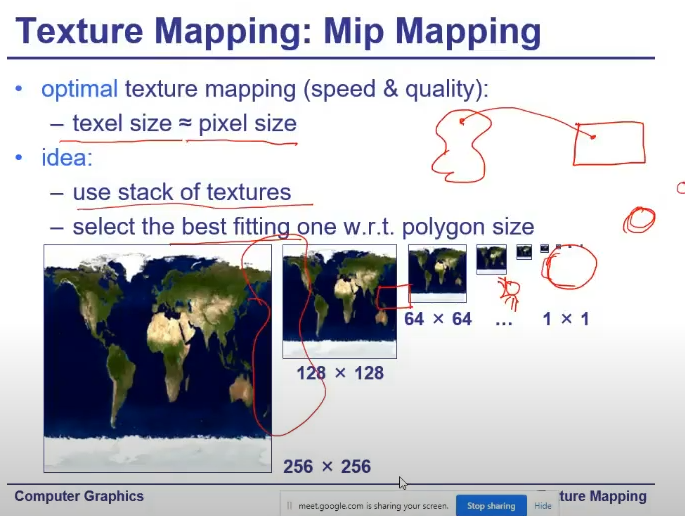 Texture Mapping: Mip Mapping
• optimal texture mapping (speed & quality):
– texel size ≈ pixel size
• idea:
– use stack of textures
– select the best fitting one w.r.t. polygon size
64 × 64 ... 1 × 1
128 × 128
256 × 256
Computer Graphics
meet.google.com is sharing your screen. Stop sharing Hide
ture Mapping